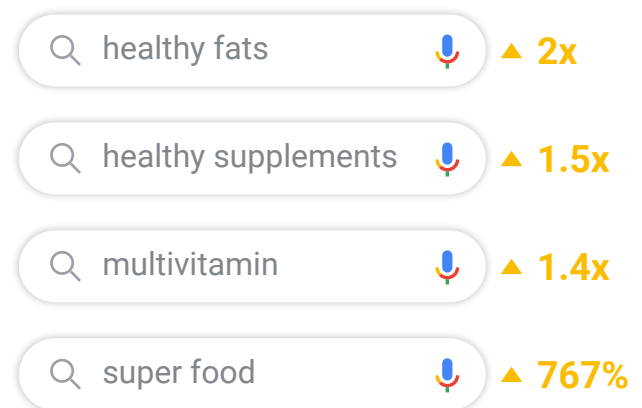 healthy fats ▲ 2x
healthy supplements ▲ 1.5x
multivitamin ▲ 1.4x
super food ▲ 767%